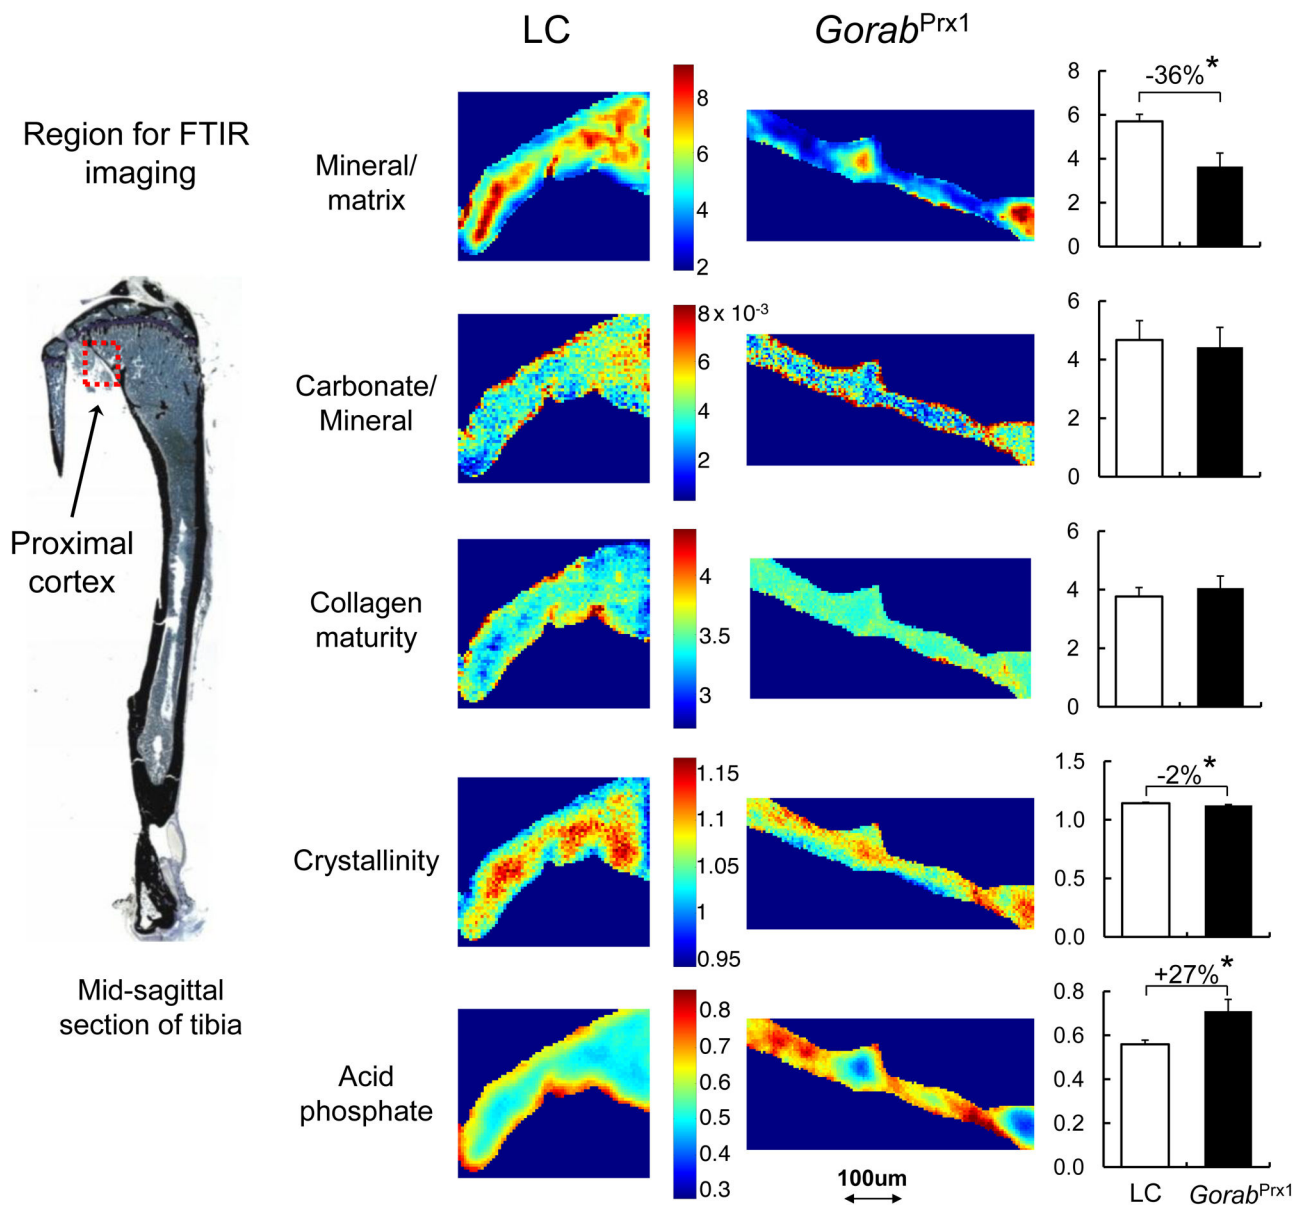 LC
Gorab^Prx1
Region for FTIR
imaging
Mineral/
matrix
8
6
4
2
8
6
4
2
0
-36%
*
Carbonate/
Mineral
8 x 10^-3
6
4
2
6
4
2
0
Proximal
cortex
Collagen
maturity
4
3.5
3
6
4
2
0
Crystallinity
1.15
1.1
1.05
1
0.95
1.5
1.0
0.5
0.0
-2%
*
Mid-sagittal
section of tibia
Acid
phosphate
0.8
0.7
0.6
0.5
0.4
0.3
0.8
0.6
0.4
0.2
0.0
+27%
*
100um
LC
Gorab^Prx1